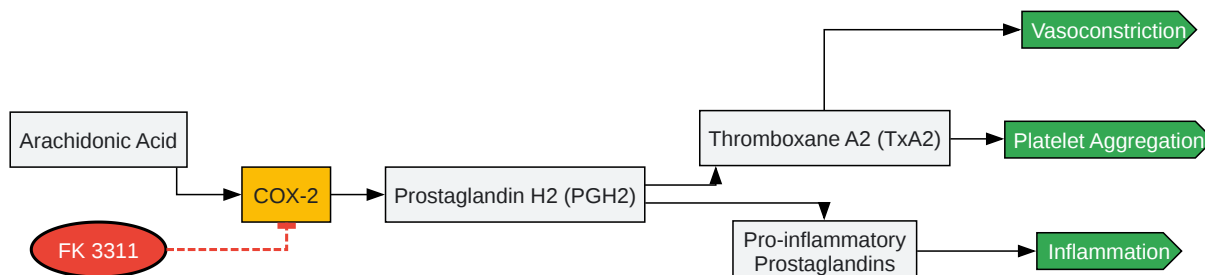 Vasoconstriction
Arachidonic Acid
Thromboxane A2 (TxA2)
Platelet Aggregation
COX-2
Prostaglandin H2 (PGH2)
FK 3311
Pro-inflammatory
Prostaglandins
Inflammation